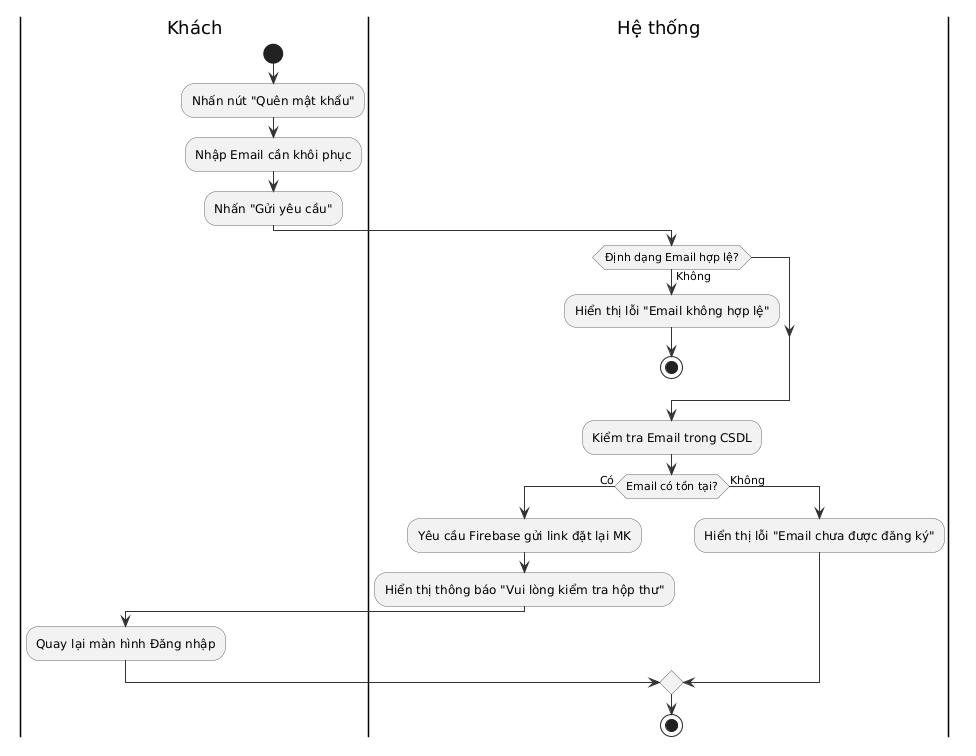 Khách
Hệ thống
Nhấn nút "Quên mật khẩu"
Nhập Email cần khôi phục
Nhấn "Gửi yêu cầu"
Định dạng Email hợp lệ?
Không
Hiển thị lỗi "Email không hợp lệ"
Kiểm tra Email trong CSDL
Có
Email có tồn tại?
Không
Yêu cầu Firebase gửi link đặt lại MK
Hiển thị lỗi "Email chưa được đăng ký"
Hiển thị thông báo "Vui lòng kiểm tra hộp thư"
Quay lại màn hình Đăng nhập